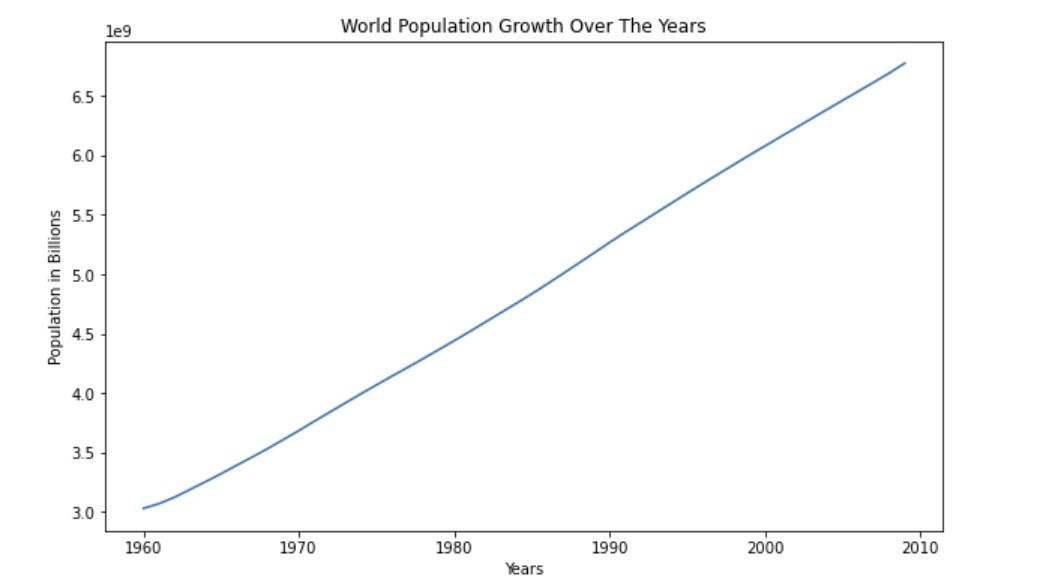 World Population Growth Over The Years
1e9
6.5
6.0
5.5
5.0
4.5
4.0
3.5
3.0
Population in Billions
1960 1970 1980 1990 2000 2010
Years